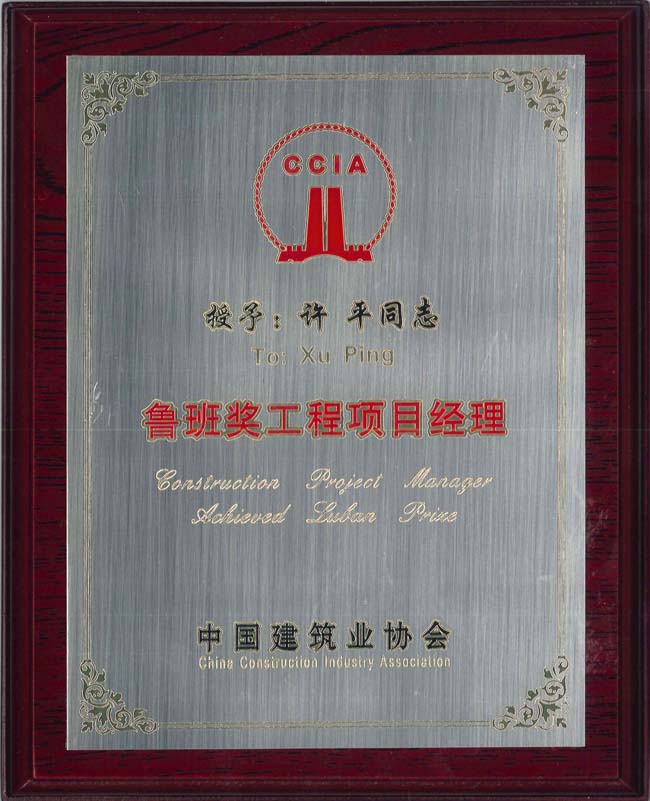 CCIA
授予：许 平同志
To: Xu Ping
鲁班奖工程项目经理
Construction Project Manager
Achieved Luban Prize
中国建筑业协会
China Construction Industry Association